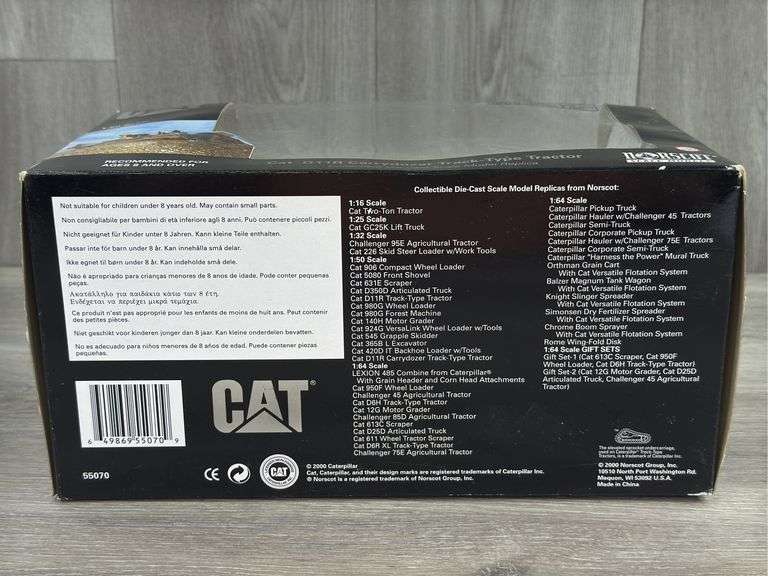 RECOMMENDED FOR
AGES 8 AND OVER
Cat D11R Carrydozer Track-Type Tractor
Replica
NORSCOT
Collectible Die-Cast Scale Model Replicas from Norscot:
Not suitable for children under 8 years old. May contain small parts.
Non consigliabile per bambini di età inferiore agli 8 anni. Può contenere piccoli pezzi.
Nicht geeignet für Kinder unter 8 Jahren. Kann kleine Teile enthalten.
Passar inte för barn under 8 år. Kan innehålla små delar.
Ikke egnet til børn under 8 år. Kan indeholde små dele.
Não é apropriado para crianças menores de 8 anos de idade. Pode conter pequenas
peças.
Ακατάλληλο για παιδάκια κάτω των 8 έτη.
Ενδέχεται να περιέχει μικρά τεμάχια.
Ce produit n'est pas approprié pour les enfants de moins de huit ans. Peut contenir
des petites pièces.
Niet geschikt voor kinderen jonger dan 8 jaar. Kan kleine onderdelen bevatten.
No es adecuado para niños menores de 8 años de edad. Puede contener piezas
pequeñas.
1:16 Scale
Cat Two-Ton Tractor
1:25 Scale
Cat GC25K Lift Truck
1:32 Scale
Challenger 95E Agricultural Tractor
Cat 226 Skid Steer Loader w/Work Tools
1:50 Scale
Cat 906 Compact Wheel Loader
Cat 5080 Front Shovel
Cat 631E Scraper
Cat D350D Articulated Truck
Cat D11R Track-Type Tractor
Cat 980G Wheel Loader
Cat 980G Forest Machine
Cat 140H Motor Grader
Cat 924G VersaLink Wheel Loader w/Tools
Cat 545 Grapple Skidder
Cat 365B L Excavator
Cat 420D IT Backhoe Loader w/Tools
Cat D11R Carrydozer Track-Type Tractor
1:64 Scale
LEXION 485 Combine from Caterpillar®
With Grain Header and Corn Head Attachments
Cat 950F Wheel Loader
Challenger 45 Agricultural Tractor
Cat D6H Track-Type Tractor
Cat 12G Motor Grader
Challenger 85D Agricultural Tractor
Cat 613C Scraper
Cat D25D Articulated Truck
Cat 611 Wheel Tractor Scraper
Cat D6R XL Track-Type Tractor
Challenger 75E Agricultural Tractor
1:64 Scale
Caterpillar Pickup Truck
Caterpillar Hauler w/Challenger 45 Tractors
Caterpillar Semi-Truck
Caterpillar Corporate Pickup Truck
Caterpillar Hauler w/Challenger 75E Tractors
Caterpillar Corporate Semi-Truck
Caterpillar "Harness the Power" Mural Truck
Orthman Grain Cart
With Cat Versatile Flotation System
Balzer Magnum Tank Wagon
With Cat Versatile Flotation System
Knight Slinger Spreader
With Cat Versatile Flotation System
Simonsen Dry Fertilizer Spreader
With Cat Versatile Flotation System
Chrome Boom Sprayer
With Cat Versatile Flotation System
Rome Wing-Fold Disk
1:64 Scale GIFT SETS
Gift Set-1 (Cat 613C Scraper, Cat 950F
Wheel Loader, Cat D6H Track-Type Tractor)
Gift Set-2 (Cat 12G Motor Grader, Cat D25D
Articulated Truck, Challenger 45 Agricultural
Tractor)
CAT®
6 49869 55070 9
55070
CE
CAT
© 2000 Caterpillar
Cat, Caterpillar, and their design marks are registered trademarks of Caterpillar Inc.
® Norscot is a registered trademark of Norscot Group, Inc.
The elevated sprocket undercarriage,
used on Caterpillar® Track-Type
Tractors, is a trademark of Caterpillar Inc.
© 2000 Norscot Group, Inc.
10510 North Port Washington Rd,
Mequon, WI 53092 U.S.A.
Made in China